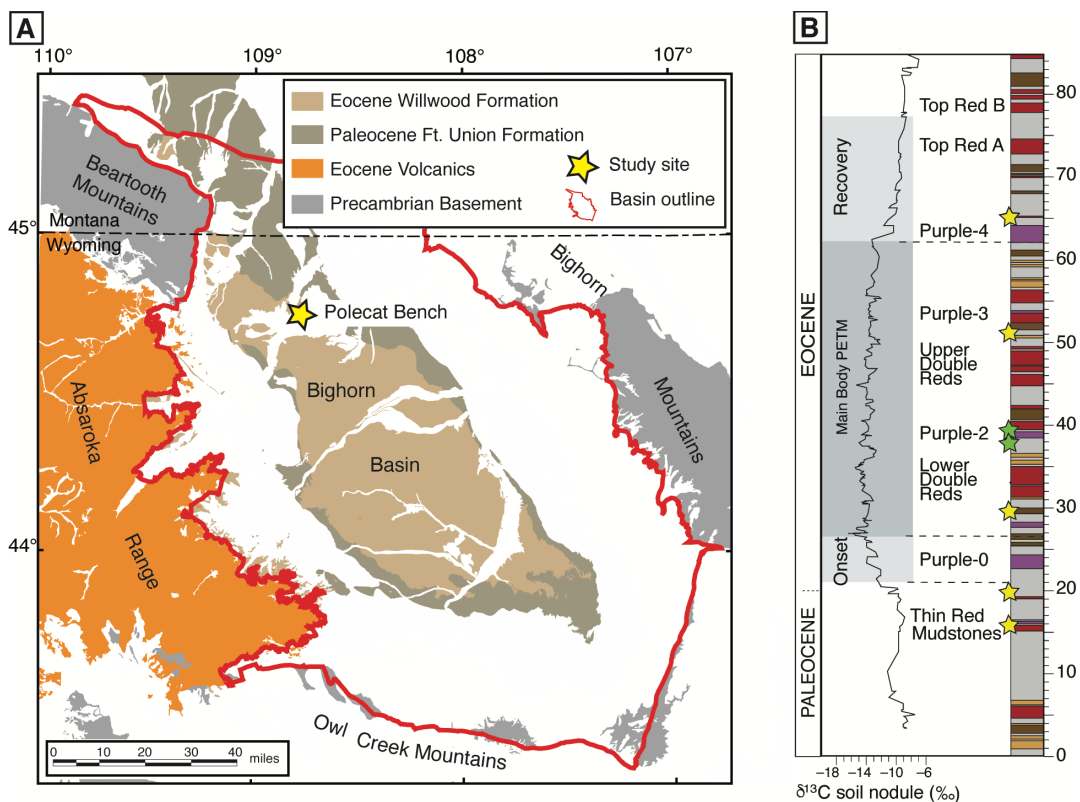 A
110°
109°
108°
107°
Eocene Willwood Formation
Paleocene Ft. Union Formation
Eocene Volcanics
Precambrian Basement
Study site
Basin outline
Beartooth
Mountains
45°
Montana
Wyoming
Bighorn
Mountains
Polecat Bench
Bighorn
Basin
Absaroka
Range
44°
Owl Creek Mountains
0 10 20 30 40 miles
B
EOCENE
PALEOCENE
Recovery
Main Body PETM
Onset
Top Red B
Top Red A
Purple-4
Purple-3
Upper
Double
Reds
Purple-2
Lower
Double
Reds
Purple-0
Thin Red
Mudstones
80
70
60
50
40
30
20
10
0
−18 −14 −10 −6
δ13C soil nodule (‰)